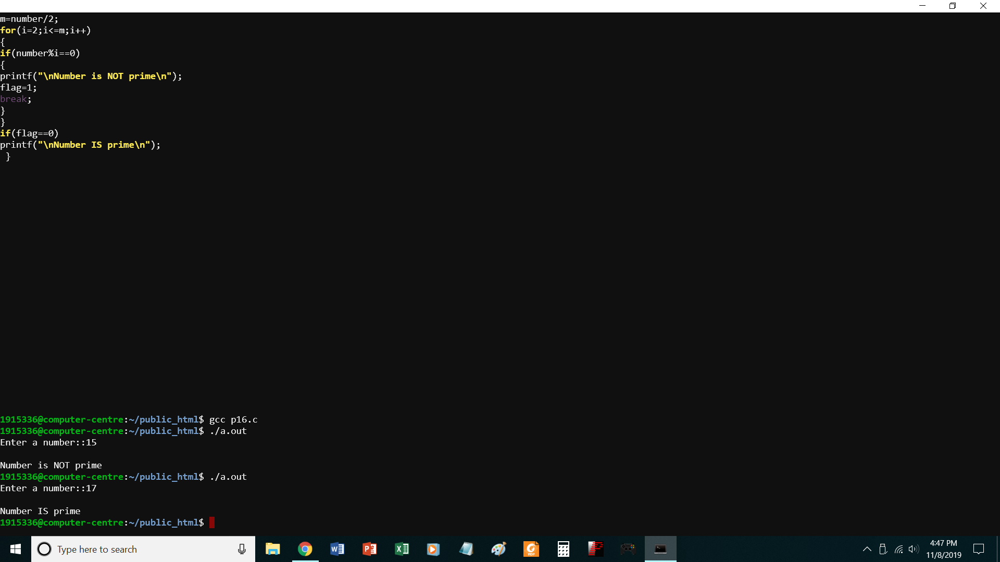 m=number/2;
for(i=2;i<=m;i++)
{
if(number%i==0)
{
printf("\nNumber is NOT prime\n");
flag=1;
break;
}
}
if(flag==0)
printf("\nNumber IS prime\n");
 }
1915336@computer-centre:~/public_html$ gcc p16.c
1915336@computer-centre:~/public_html$ ./a.out
Enter a number::15
Number is NOT prime
1915336@computer-centre:~/public_html$ ./a.out
Enter a number::17
Number IS prime
1915336@computer-centre:~/public_html$
Type here to search
4:47 PM
11/8/2019